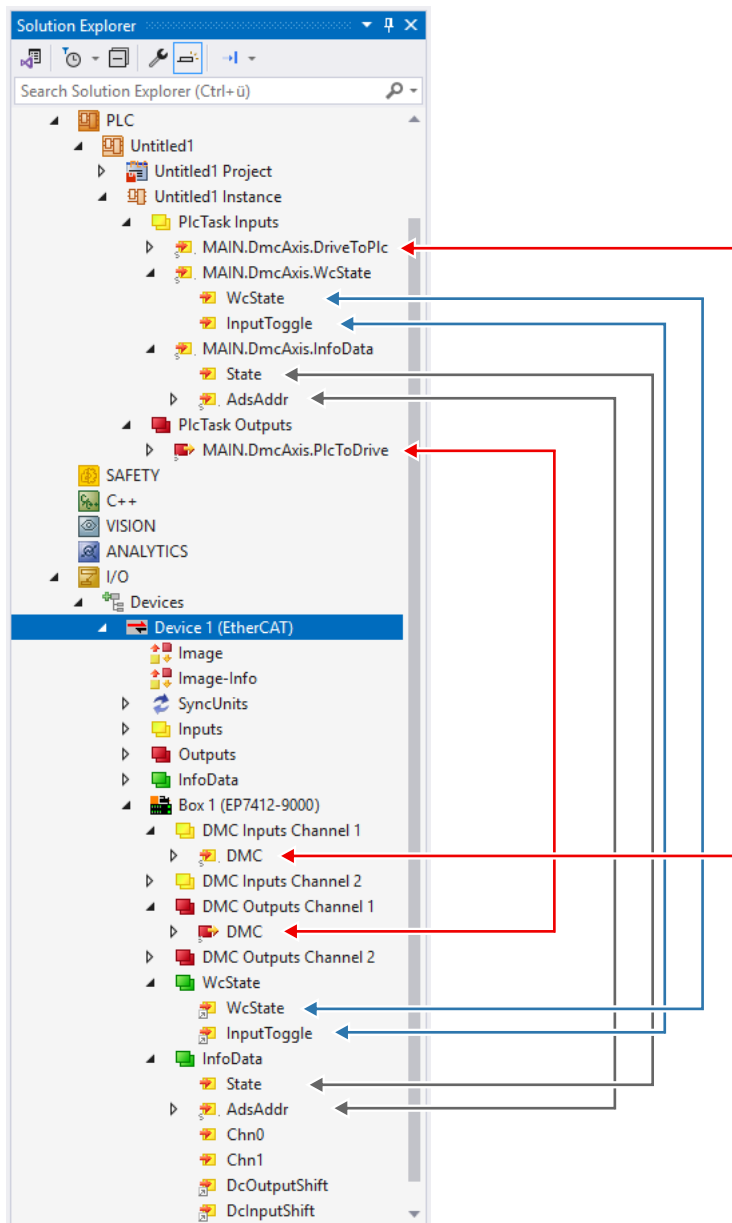 Solution Explorer
Search Solution Explorer (Ctrl+ü)
PLC
Untitled1
Untitled1 Project
Untitled1 Instance
PlcTask Inputs
MAIN.DmcAxis.DriveToPlc
MAIN.DmcAxis.WcState
WcState
InputToggle
MAIN.DmcAxis.InfoData
State
AdsAddr
PlcTask Outputs
MAIN.DmcAxis.PlcToDrive
SAFETY
C++
VISION
ANALYTICS
I/O
Devices
Device 1 (EtherCAT)
Image
Image-Info
SyncUnits
Inputs
Outputs
InfoData
Box 1 (EP7412-9000)
DMC Inputs Channel 1
DMC
DMC Inputs Channel 2
DMC Outputs Channel 1
DMC
DMC Outputs Channel 2
WcState
WcState
InputToggle
InfoData
State
AdsAddr
Chn0
Chn1
DcOutputShift
DcInputShift